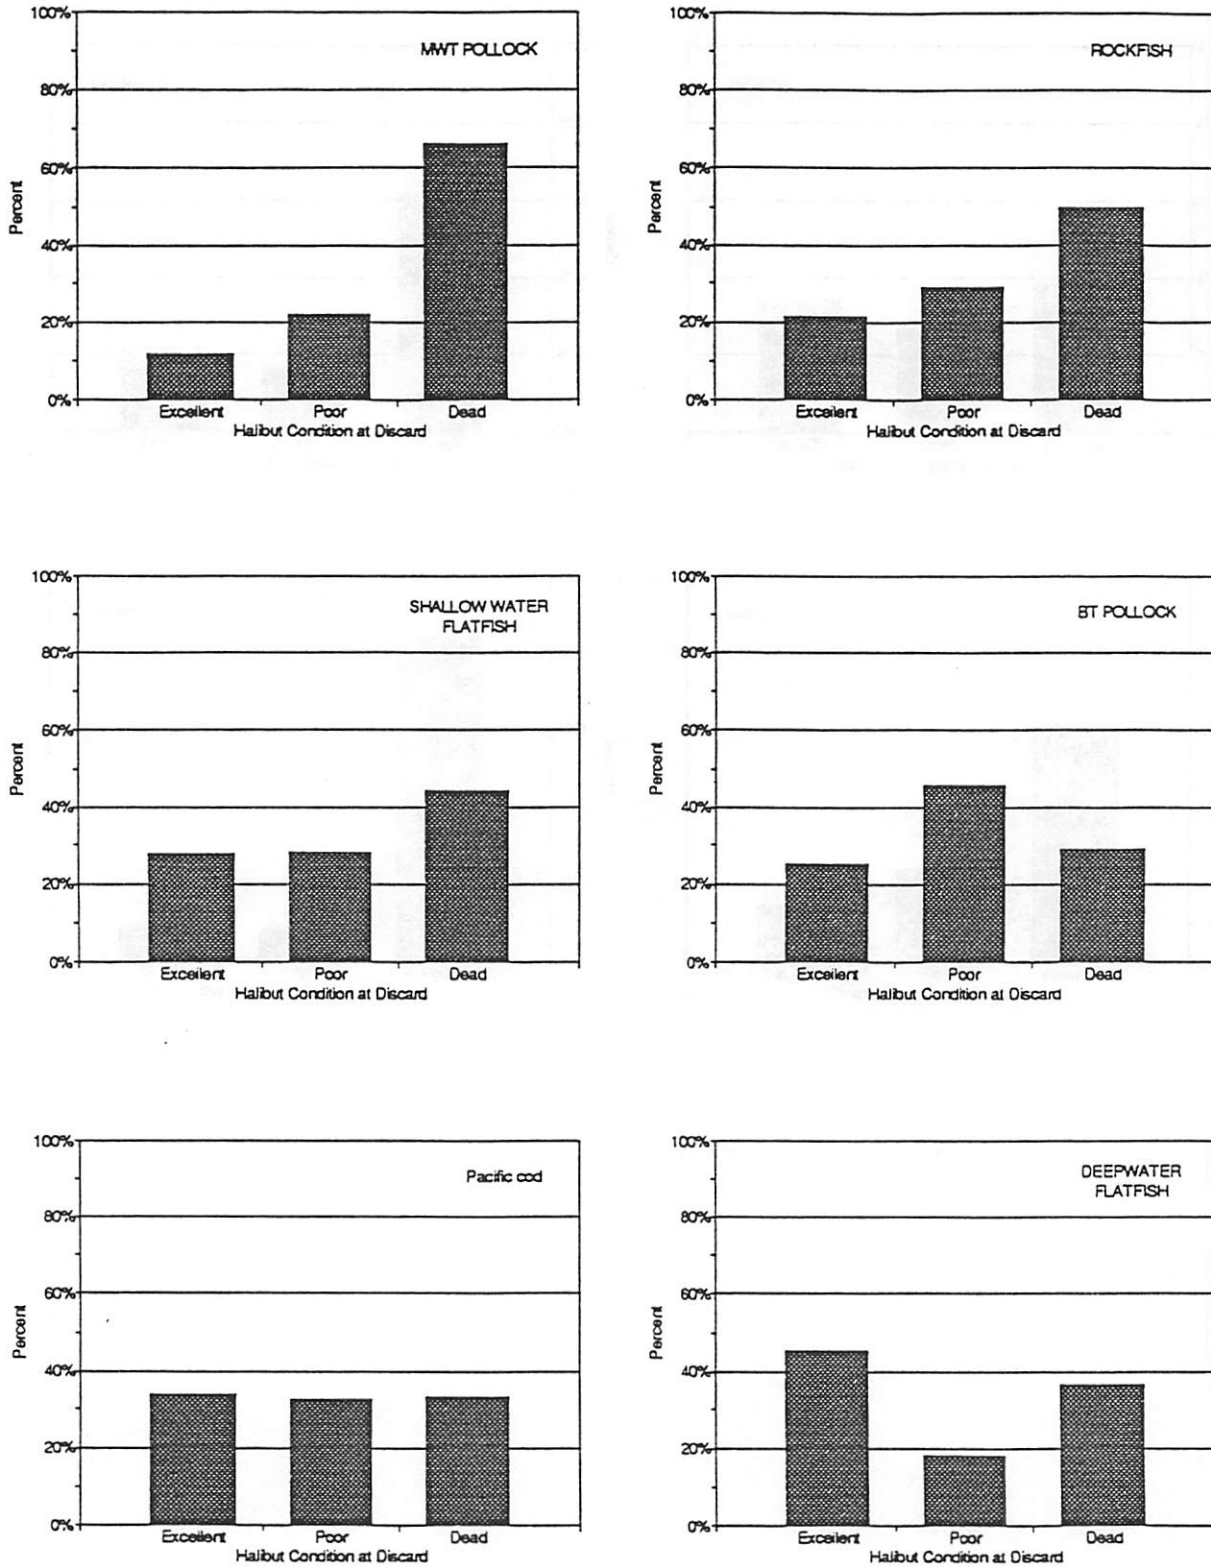 MWT POLLOCK
100%
80%
60%
40%
20%
0%
Percent
Excellent Poor Dead
Halibut Condition at Discard
ROCKFISH
100%
80%
60%
40%
20%
0%
Percent
Excellent Poor Dead
Halibut Condition at Discard
SHALLOW WATER
FLATFISH
100%
80%
60%
40%
20%
0%
Percent
Excellent Poor Dead
Halibut Condition at Discard
BT POLLOCK
100%
80%
60%
40%
20%
0%
Percent
Excellent Poor Dead
Halibut Condition at Discard
Pacific cod
100%
80%
60%
40%
20%
0%
Percent
Excellent Poor Dead
Halibut Condition at Discard
DEEPWATER
FLATFISH
100%
80%
60%
40%
20%
0%
Percent
Excellent Poor Dead
Halibut Condition at Discard